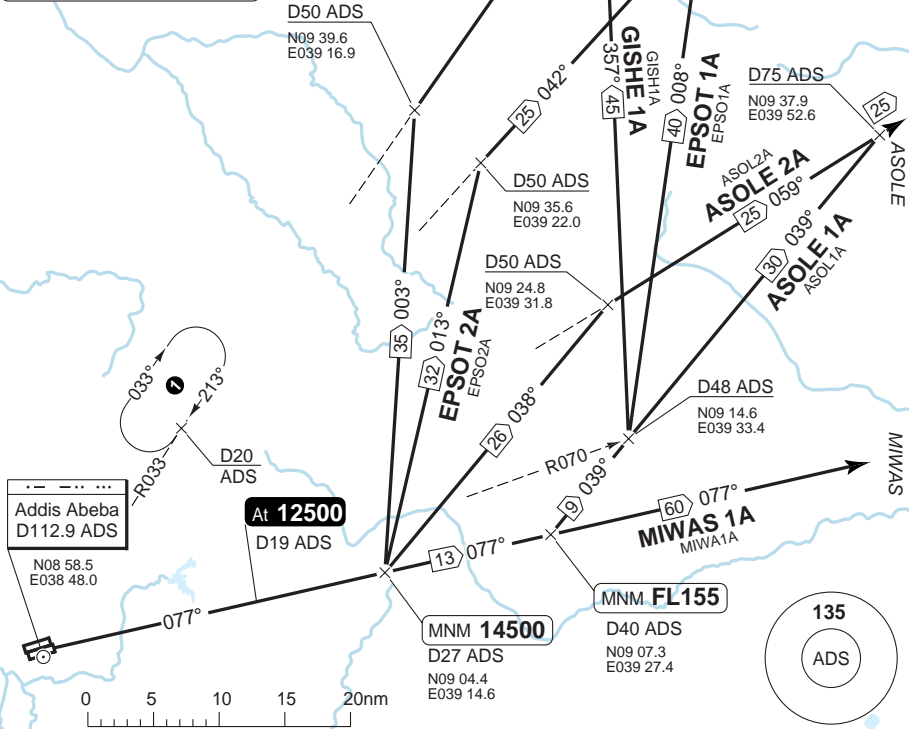 D50 ADS
N09 39.6
E039 16.9
25 042°
GISHE 1A
GISH1A
357° 45
40 008°
EPSOT 1A
EPSO1A
D75 ADS
N09 37.9
E039 52.6
25
ASOLE
D50 ADS
N09 35.6
E039 22.0
ASOL2A
ASOLE 2A
25 059°
D50 ADS
N09 24.8
E039 31.8
30 039°
ASOLE 1A
ASOL1A
35 003°
32 013°
EPSOT 2A
EPSO2A
033°
1
213°
26 038°
D48 ADS
N09 14.6
E039 33.4
D20
ADS
R033
R070
9 039°
MIWAS
Addis Abeba
D112.9 ADS
N08 58.5
E038 48.0
At 12500
D19 ADS
13 077°
60 077°
MIWAS 1A
MIWA1A
077°
MNM 14500
D27 ADS
N09 04.4
E039 14.6
MNM FL155
D40 ADS
N09 07.3
E039 27.4
135
ADS
0 5 10 15 20nm